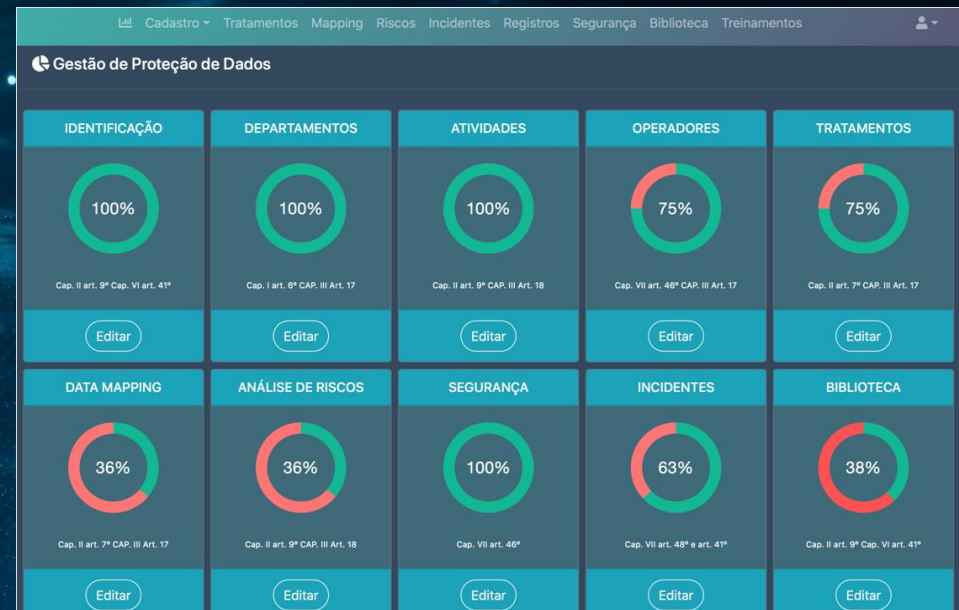 Cadastro Tratamentos Mapping Riscos Incidentes Registros Segurança Biblioteca Treinamentos
Gestão de Proteção de Dados
IDENTIFICAÇÃO DEPARTAMENTOS ATIVIDADES OPERADORES TRATAMENTOS
100% 100% 100% 75% 75%
Cap. II art. 9º Cap. VI art. 41º Cap. I art. 6º CAP. III Art. 17 Cap. II art. 9º CAP. III Art. 18 Cap. VII art. 46º CAP. III Art. 17 Cap. II art. 7º CAP. III Art. 17
Editar Editar Editar Editar Editar
DATA MAPPING ANÁLISE DE RISCOS SEGURANÇA INCIDENTES BIBLIOTECA
36% 36% 100% 63% 38%
Cap. II art. 7º CAP. III Art. 17 Cap. II art. 9º CAP. III Art. 18 Cap. VII art. 46º Cap. VII art. 48º e art. 41º Cap. II art. 9º Cap. VI art. 41º
Editar Editar Editar Editar Editar